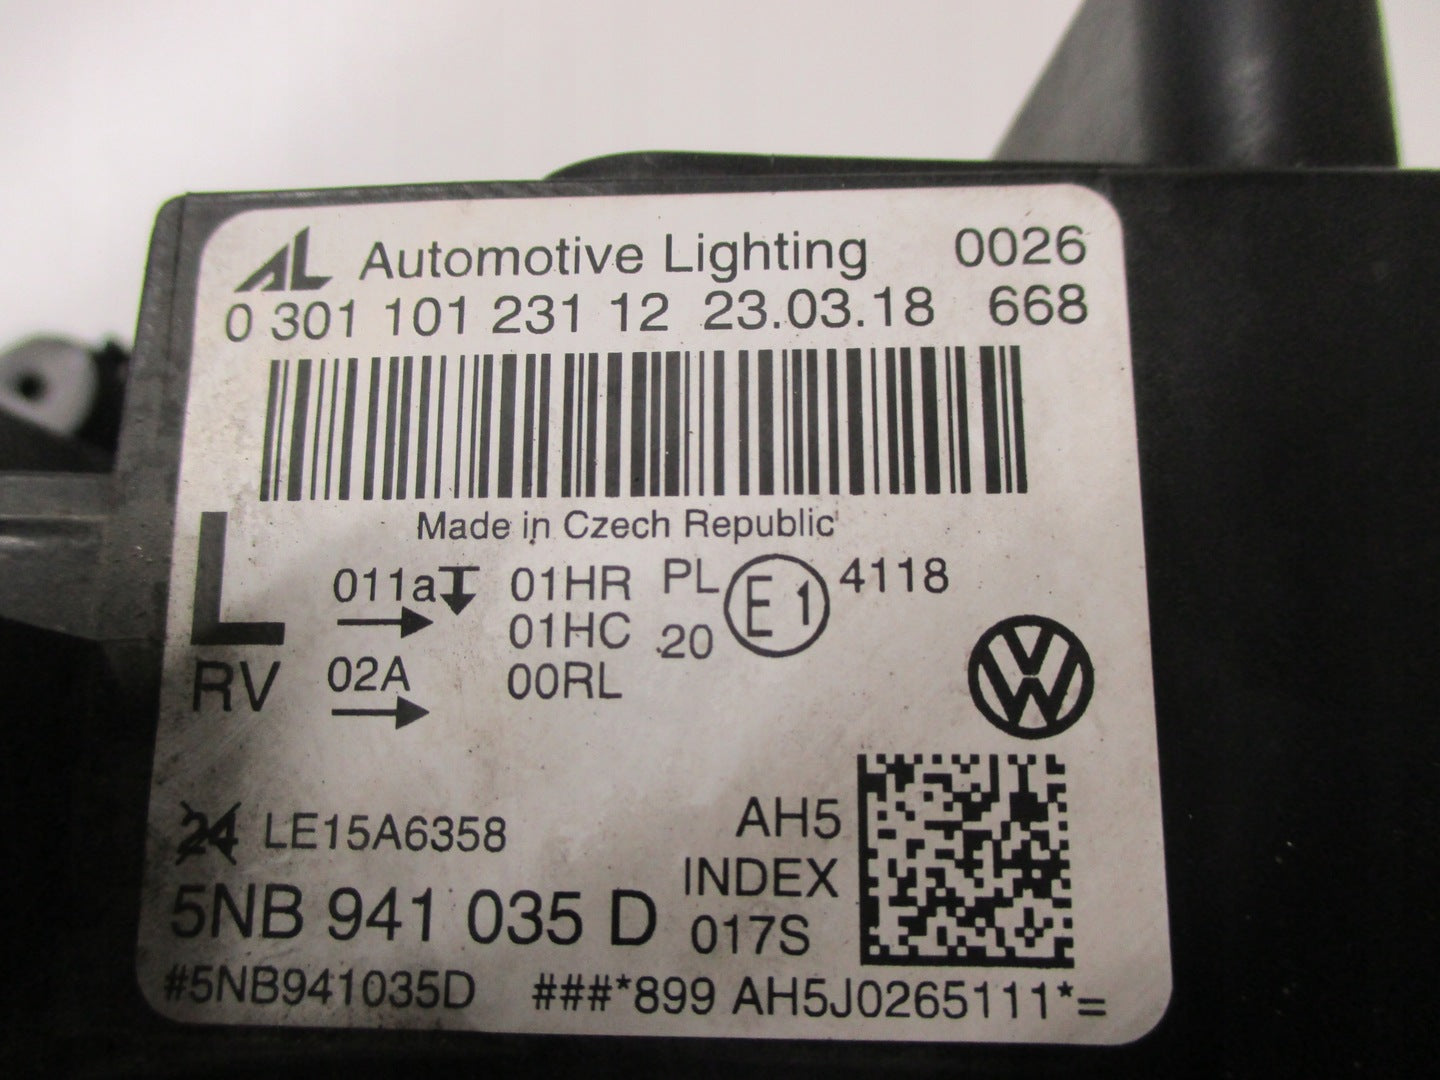 AL Automotive Lighting 0026
0 301 101 231 12 23.03.18 668
Made in Czech Republic
L 011a 01HR PL E1 4118
01HC 20
RV 02A 00RL
VW
24 LE15A6358 AH5
INDEX
5NB 941 035 D 017S
#5NB941035D ###*899 AH5J0265111*=